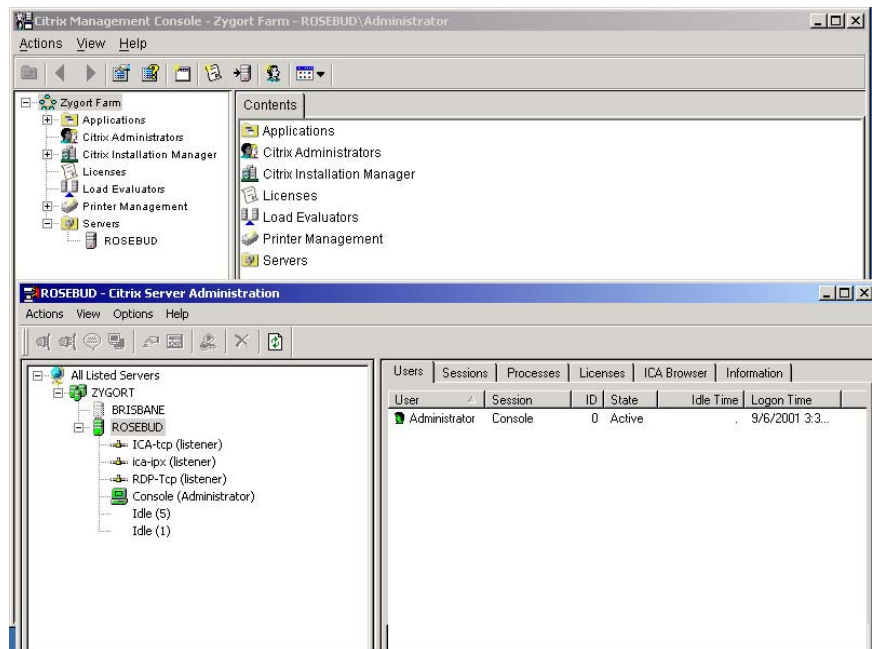 Citrix Management Console - Zygort Farm - ROSEBUD\Administrator
Actions View Help
Zygort Farm
Applications
Citrix Administrators
Citrix Installation Manager
Licenses
Load Evaluators
Printer Management
Servers
ROSEBUD
Contents
Applications
Citrix Administrators
Citrix Installation Manager
Licenses
Load Evaluators
Printer Management
Servers
ROSEBUD - Citrix Server Administration
Actions View Options Help
All Listed Servers
ZYGORT
BRISBANE
ROSEBUD
ICA-tcp (listener)
ica-ipx (listener)
RDP-Tcp (listener)
Console (Administrator)
Idle (5)
Idle (1)
Users Sessions Processes Licenses ICA Browser Information
User Session ID State Idle Time Logon Time
Administrator Console 0 Active . 9/6/2001 3:3...